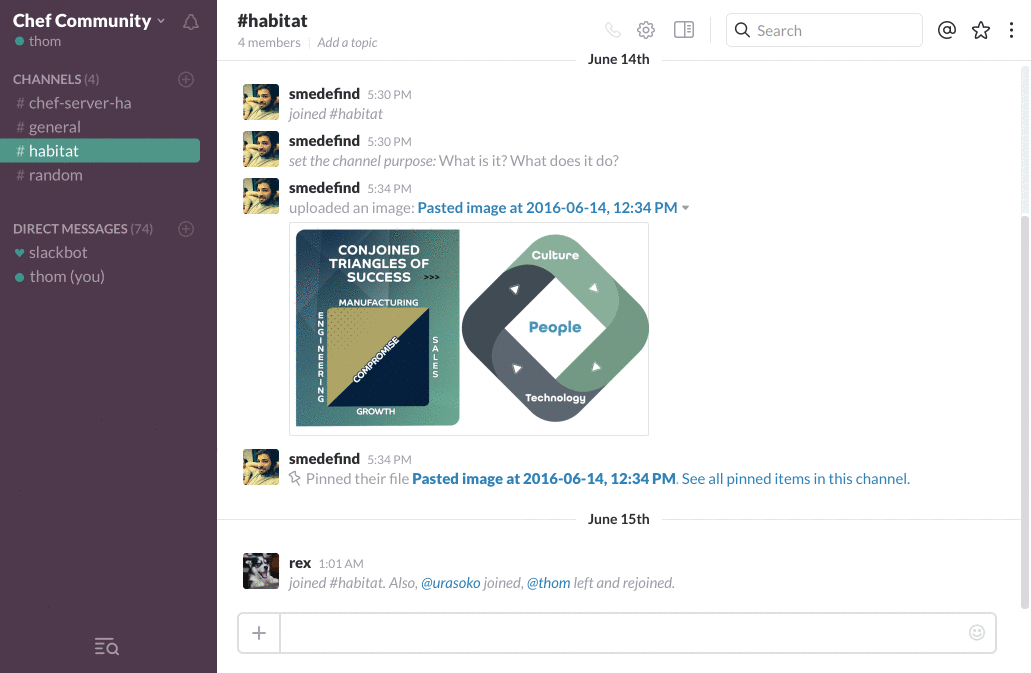 Chef Community
thom
CHANNELS (4)
# chef-server-ha
# general
# habitat
# random
DIRECT MESSAGES (74)
slackbot
thom (you)
#habitat
4 members | Add a topic
Search
June 14th
smedefind 5:30 PM
joined #habitat
smedefind 5:30 PM
set the channel purpose: What is it? What does it do?
smedefind 5:34 PM
uploaded an image: Pasted image at 2016-06-14, 12:34 PM
CONJOINED
TRIANGLES OF
SUCCESS >>>
MANUFACTURING
ENGINEERING
COMPROMISE
SALES
GROWTH
Culture
People
Technology
smedefind 5:34 PM
Pinned their file Pasted image at 2016-06-14, 12:34 PM. See all pinned items in this channel.
June 15th
rex 1:01 AM
joined #habitat. Also, @urasoko joined, @thom left and rejoined.